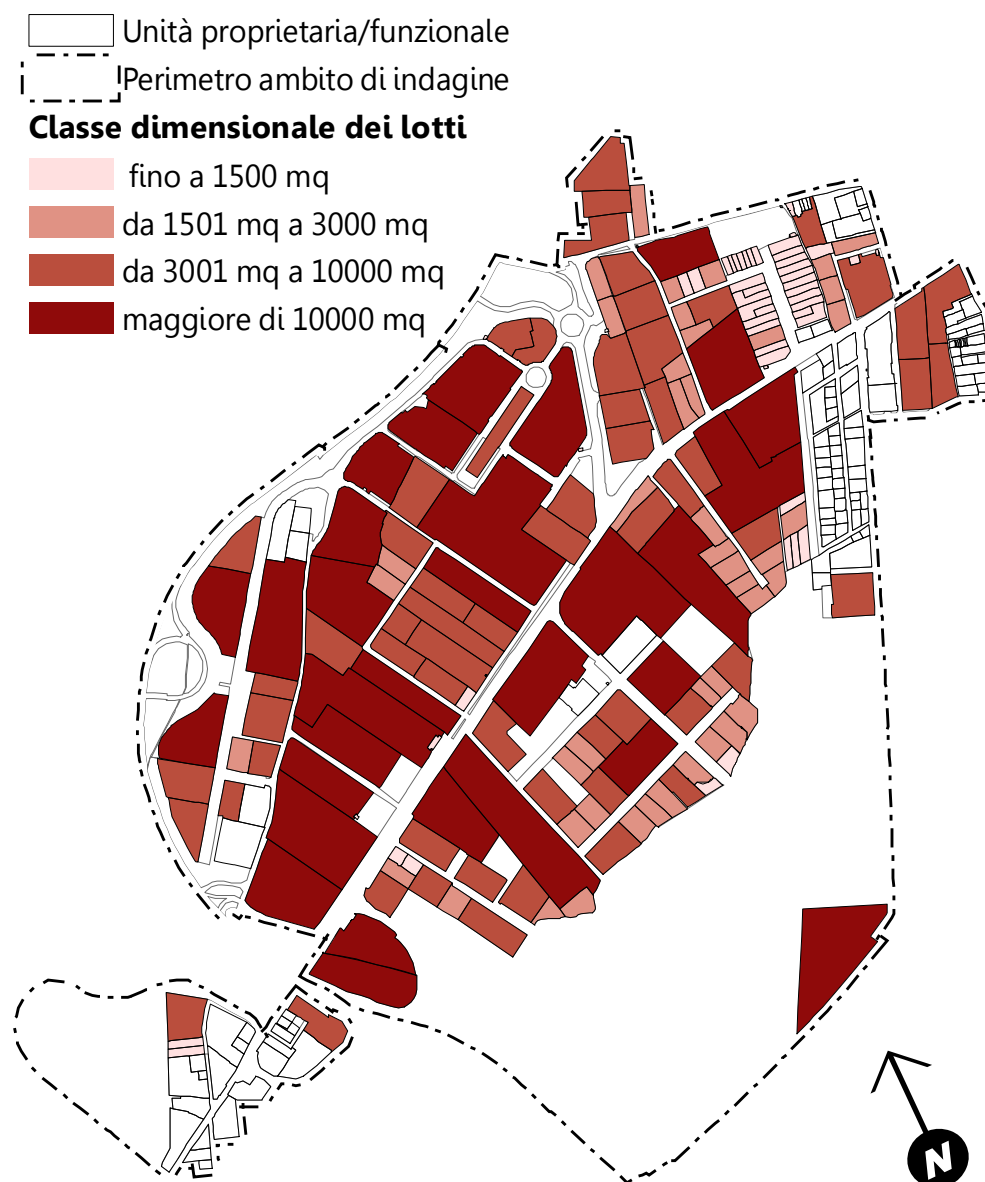 Unità proprietaria/funzionale
Perimetro ambito di indagine
Classe dimensionale dei lotti
fino a 1500 mq
da 1501 mq a 3000 mq
da 3001 mq a 10000 mq
maggiore di 10000 mq
N